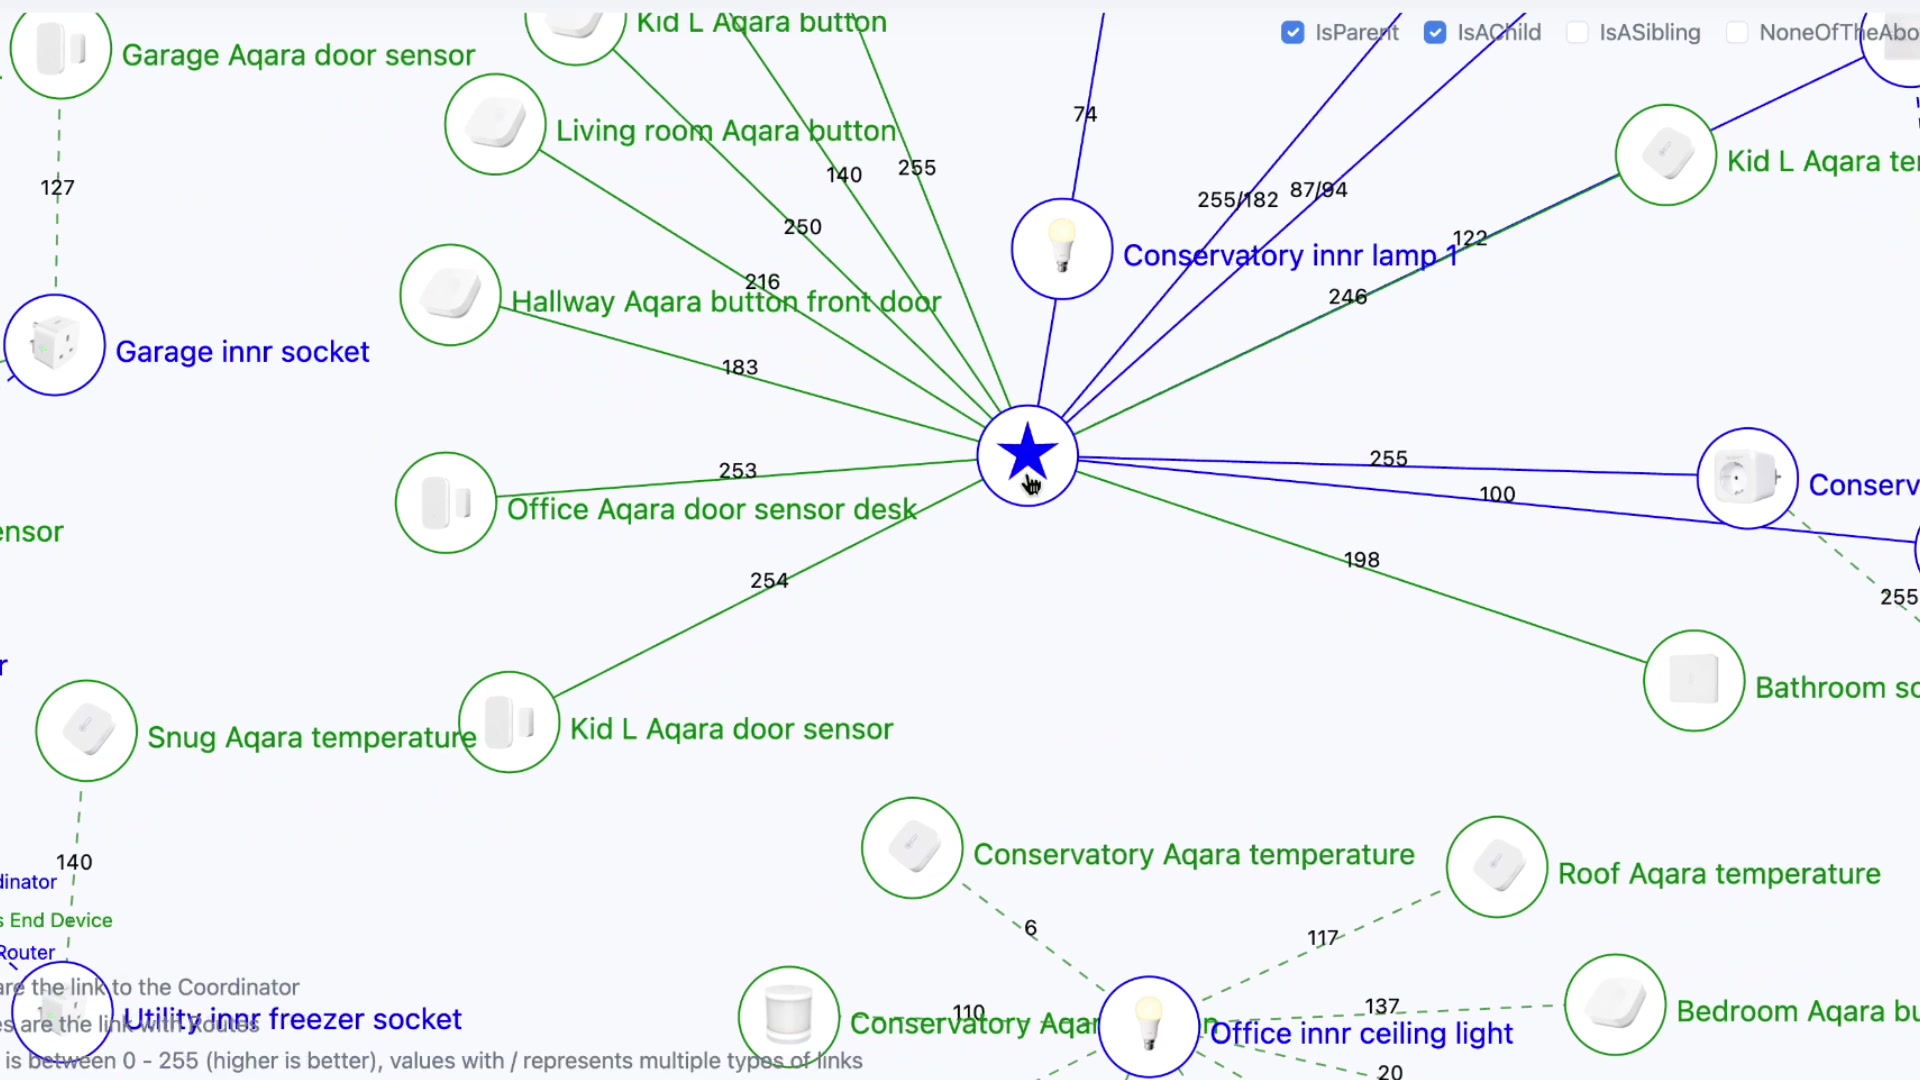 Kid L Aqara button
IsParent
IsAChild
IsASibling
NoneOfTheAbo
Garage Aqara door sensor
74
Living room Aqara button
140
255
Kid L Aqara te
127
255/182
87/94
250
122
Conservatory innr lamp 1
216
246
Hallway Aqara button front door
Garage innr socket
183
255
253
Conserv
100
Office Aqara door sensor desk
ensor
198
254
255
r
Bathroom so
Snug Aqara temperature
Kid L Aqara door sensor
140
Conservatory Aqara temperature
Roof Aqara temperature
dinator
s End Device
6
117
Router
are the link to the Coordinator
137
110
Utility innr freezer socket
es are the link with Routes
Conservatory Aqar
n
Office innr ceiling light
Bedroom Aqara bu
is between 0 - 255 (higher is better), values with / represents multiple types of links
20